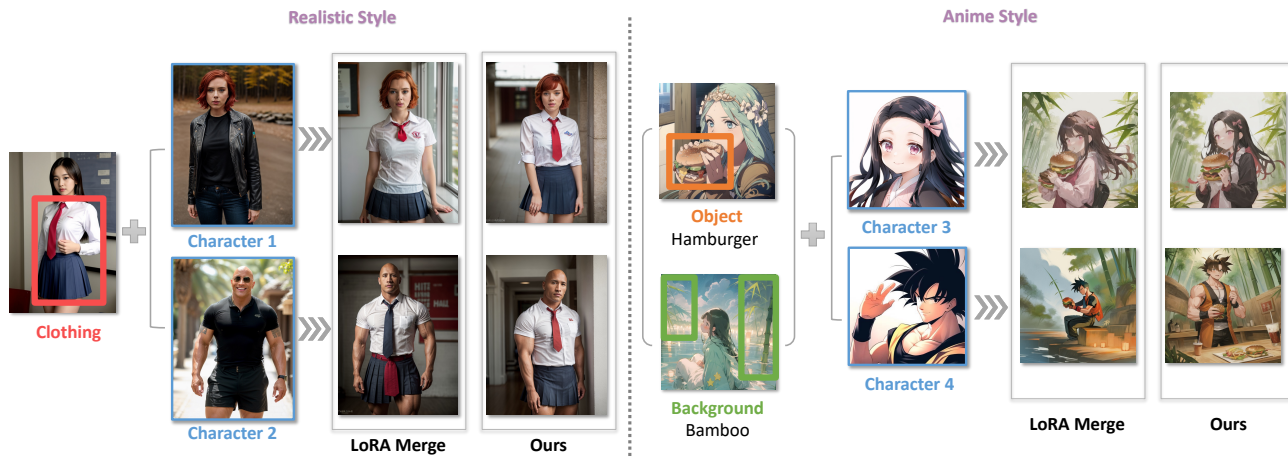 Realistic Style
Anime Style
Clothing
Character 1
Character 2
LoRA Merge
Ours
Object
Hamburger
Background
Bamboo
Character 3
Character 4
LoRA Merge
Ours